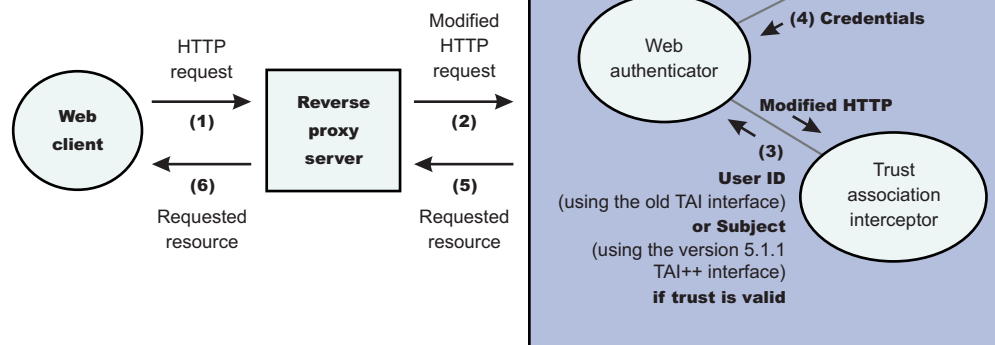 HTTP
request
(1)
Web
client
(6)
Requested
resource
Reverse
proxy
server
Modified
HTTP
request
(2)
(5)
Requested
resource
(4) Credentials
Web
authenticator
Modified HTTP
(3)
User ID
(using the old TAI interface)
or Subject
(using the version 5.1.1
TAI++ interface)
if trust is valid
Trust
association
interceptor